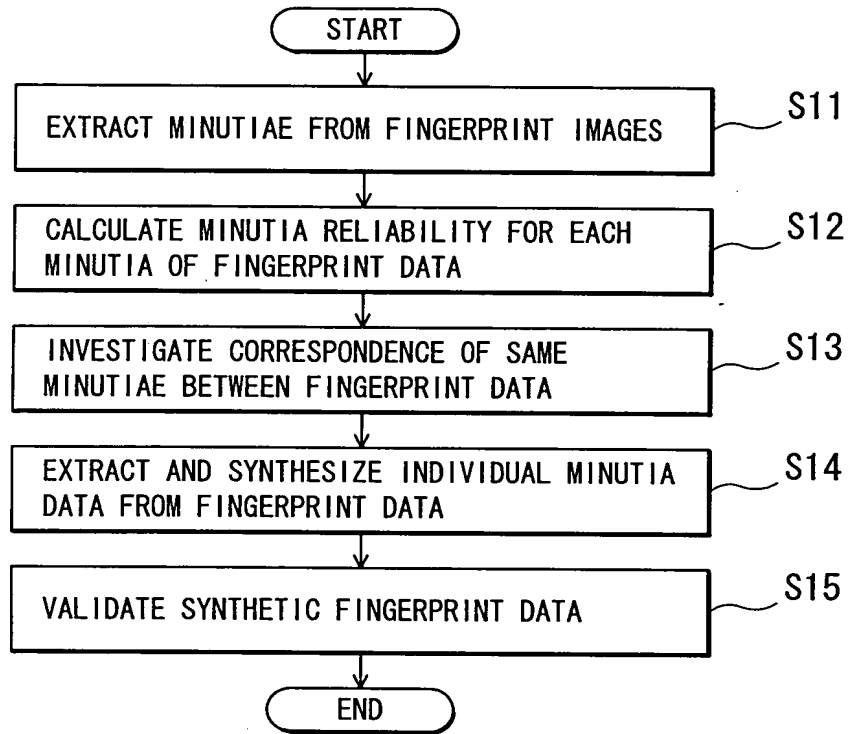 START
EXTRACT MINUTIAE FROM FINGERPRINT IMAGES
S11
CALCULATE MINUTIA RELIABILITY FOR EACH
MINUTIA OF FINGERPRINT DATA
S12
INVESTIGATE CORRESPONDENCE OF SAME
MINUTIAE BETWEEN FINGERPRINT DATA
S13
EXTRACT AND SYNTHESIZE INDIVIDUAL MINUTIA
DATA FROM FINGERPRINT DATA
S14
VALIDATE SYNTHETIC FINGERPRINT DATA
S15
END